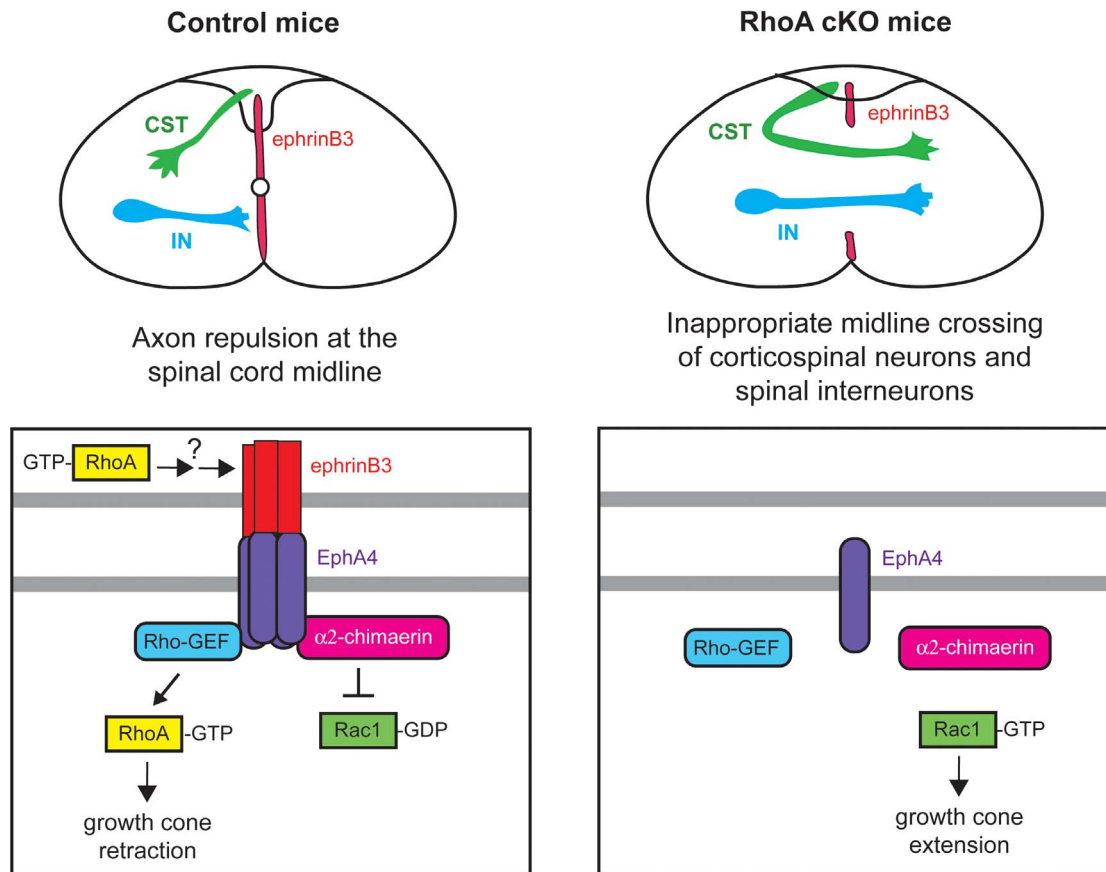 Control mice
CST
ephrinB3
IN
Axon repulsion at the
spinal cord midline
RhoA cKO mice
CST
ephrinB3
IN
Inappropriate midline crossing
of corticospinal neurons and
spinal interneurons
GTP-RhoA
?
ephrinB3
EphA4
Rho-GEF
α2-chimaerin
RhoA-GTP
Rac1-GDP
growth cone
retraction
EphA4
Rho-GEF
α2-chimaerin
Rac1-GTP
growth cone
extension